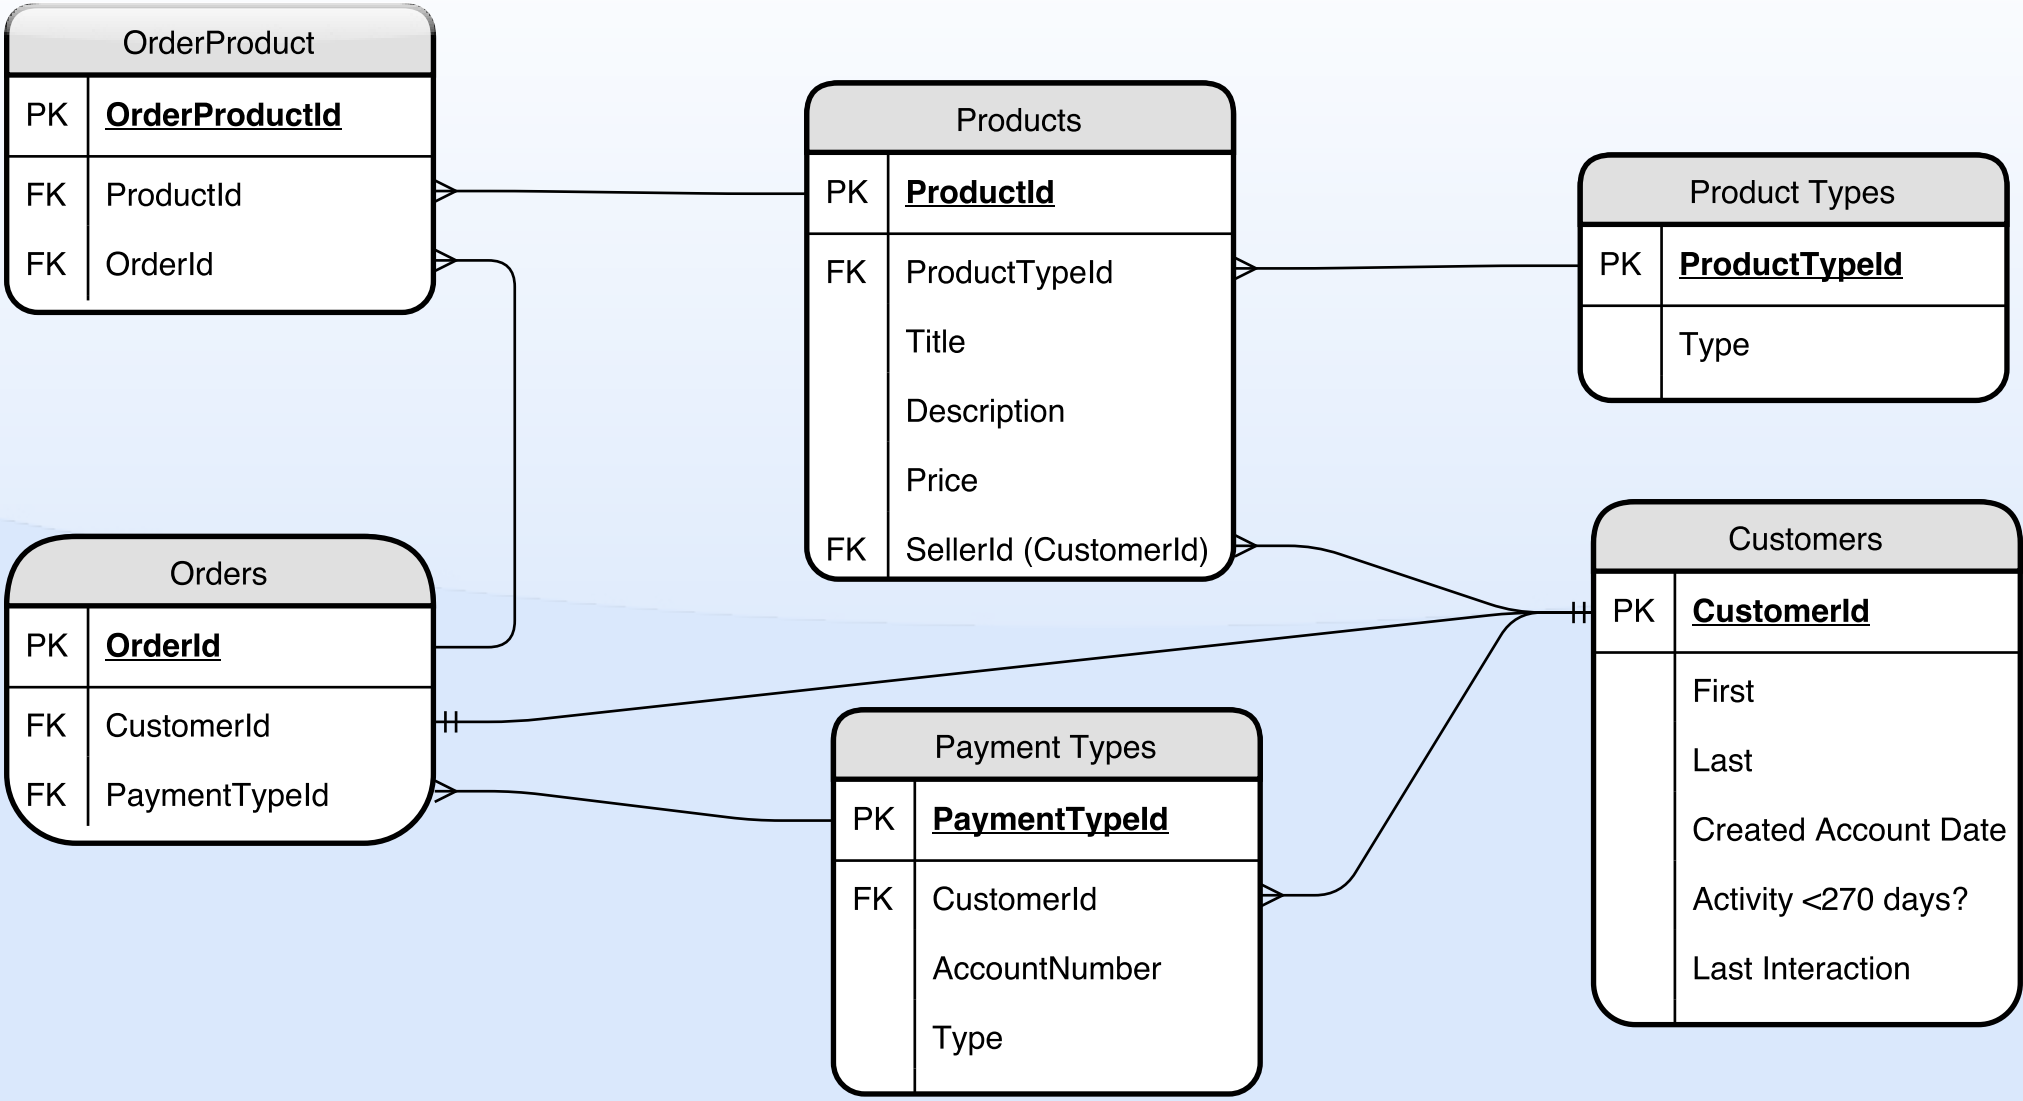 OrderProduct
PK OrderProductId
FK ProductId
FK OrderId
Products
PK ProductId
FK ProductTypeId
Title
Description
Price
FK SellerId (CustomerId)
Product Types
PK ProductTypeId
Type
Orders
PK OrderId
FK CustomerId
FK PaymentTypeId
Payment Types
PK PaymentTypeId
FK CustomerId
AccountNumber
Type
Customers
PK CustomerId
First
Last
Created Account Date
Activity <270 days?
Last Interaction